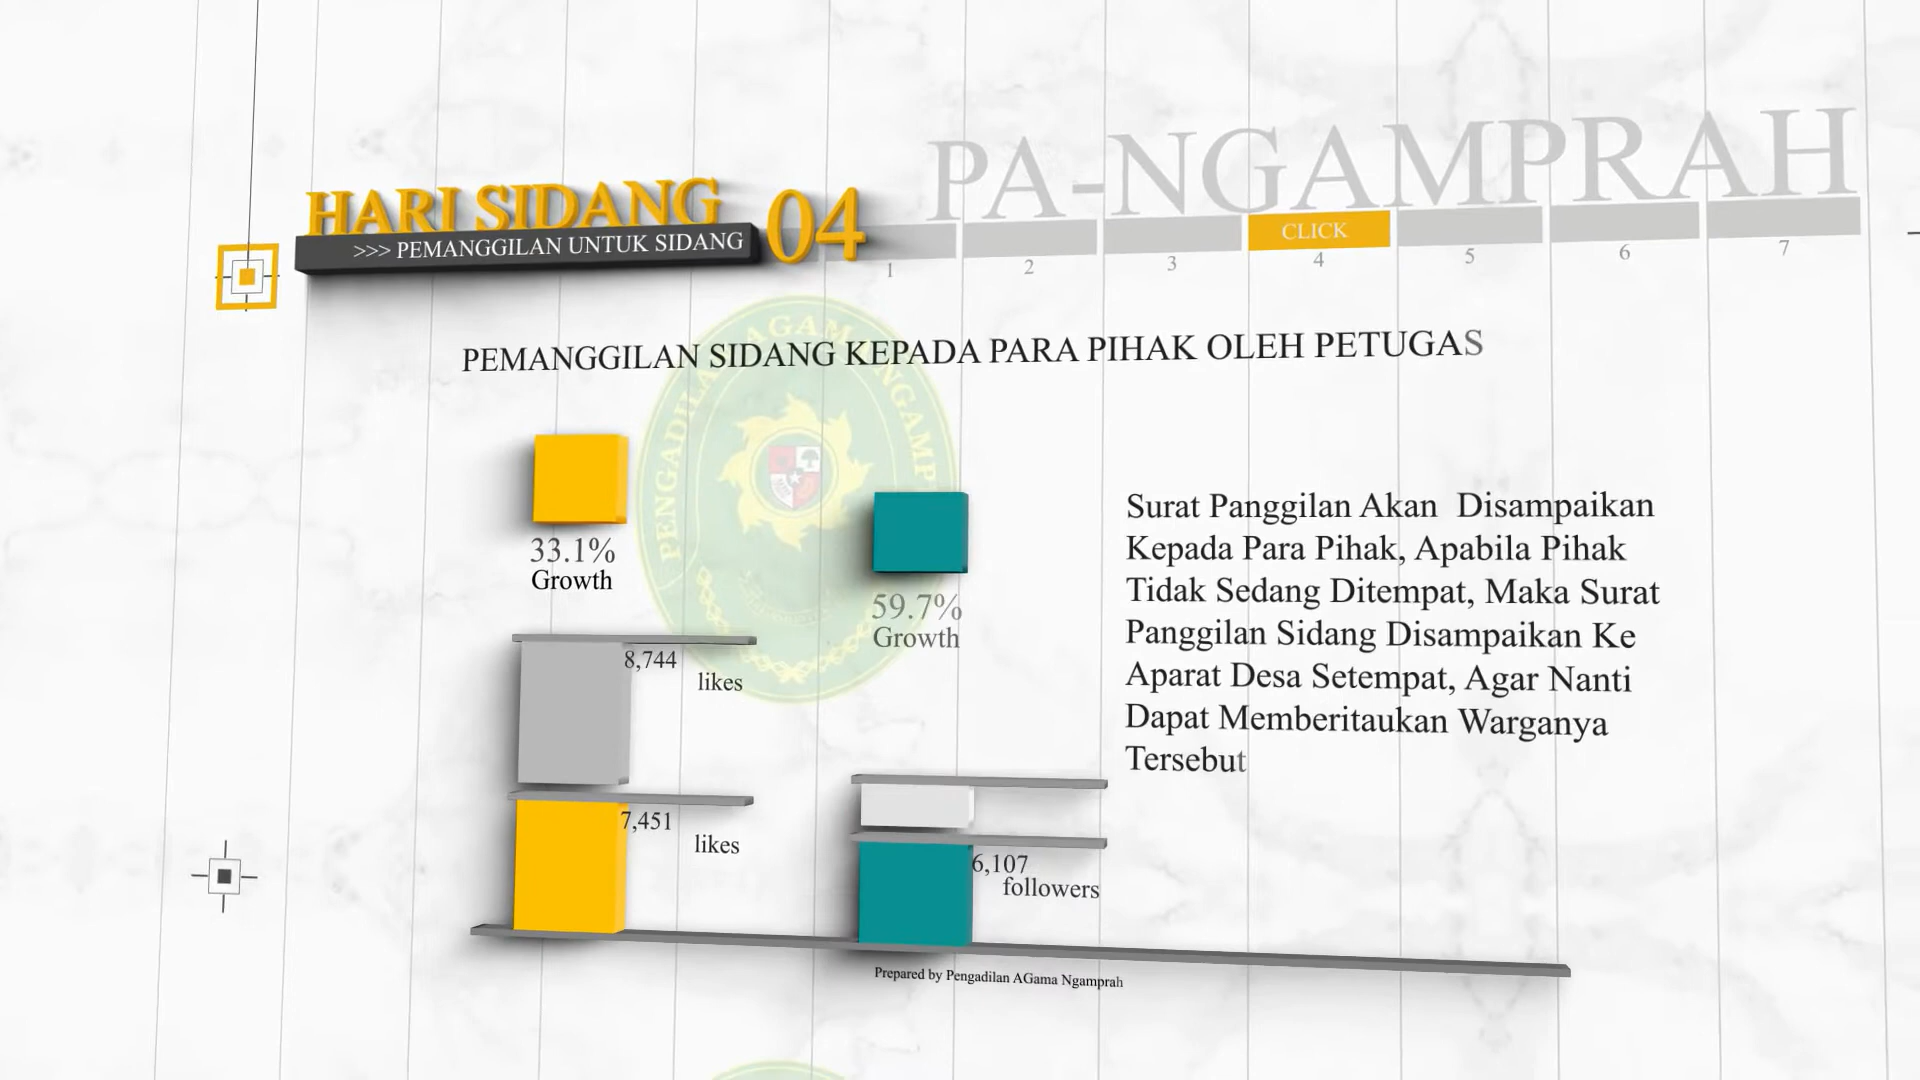 PA-NGAMPRAH
HARI SIDANG
04
>>> PEMANGGILAN UNTUK SIDANG
CLICK
1
2
3
4
5
6
7
PEMANGGILAN SIDANG KEPADA PARA PIHAK OLEH PETUGAS
PENGADILAN AGAMA NGAMP
33.1%
Growth
59.7%
Growth
8,744
likes
7,451
likes
6,107
followers
Surat Panggilan Akan Disampaikan
Kepada Para Pihak, Apabila Pihak
Tidak Sedang Ditempat, Maka Surat
Panggilan Sidang Disampaikan Ke
Aparat Desa Setempat, Agar Nanti
Dapat Memberitaukan Warganya
Tersebut
Prepared by Pengadilan AGama Ngamprah